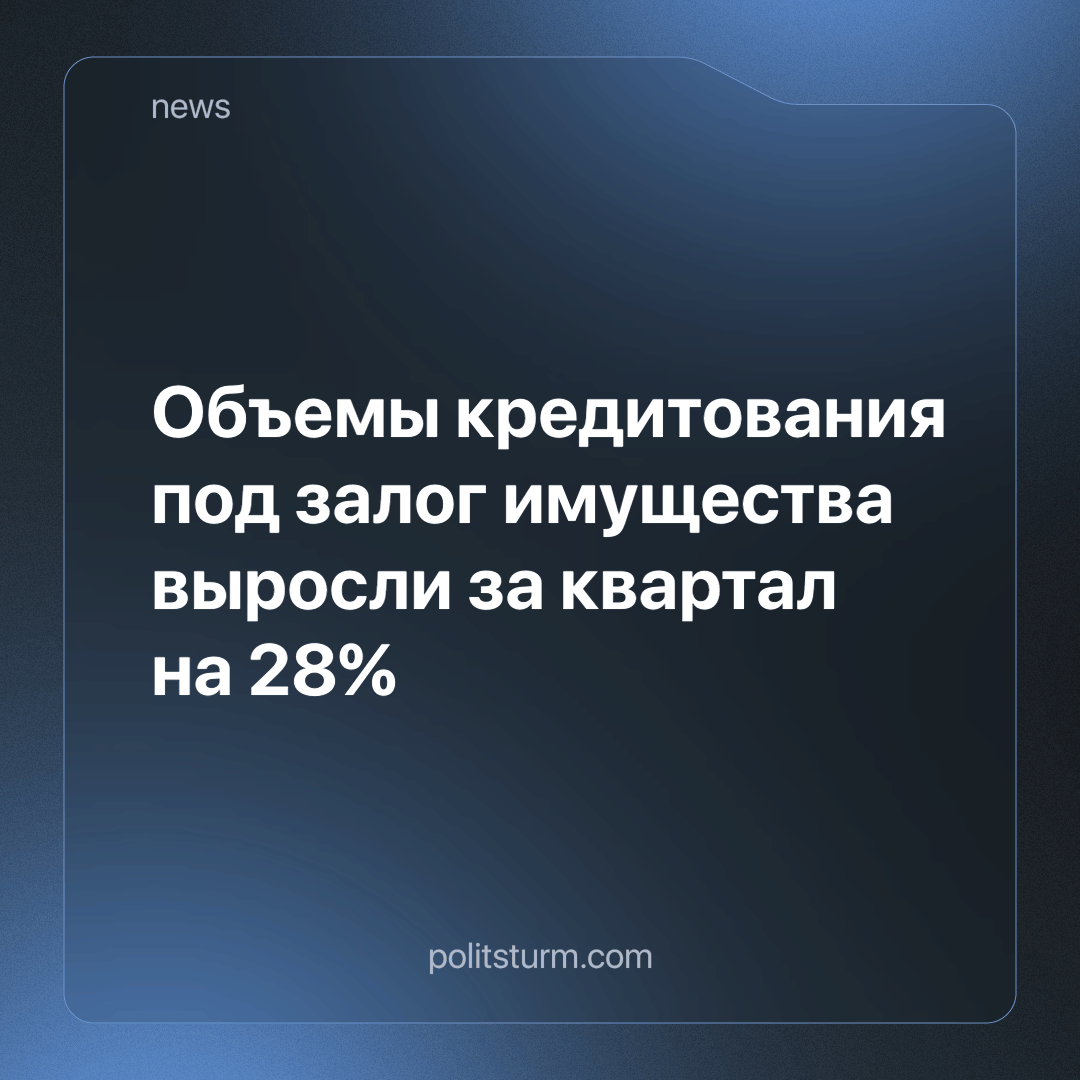 news
Объемы кредитования
под залог имущества
выросли за квартал
на 28%
politsturm.com